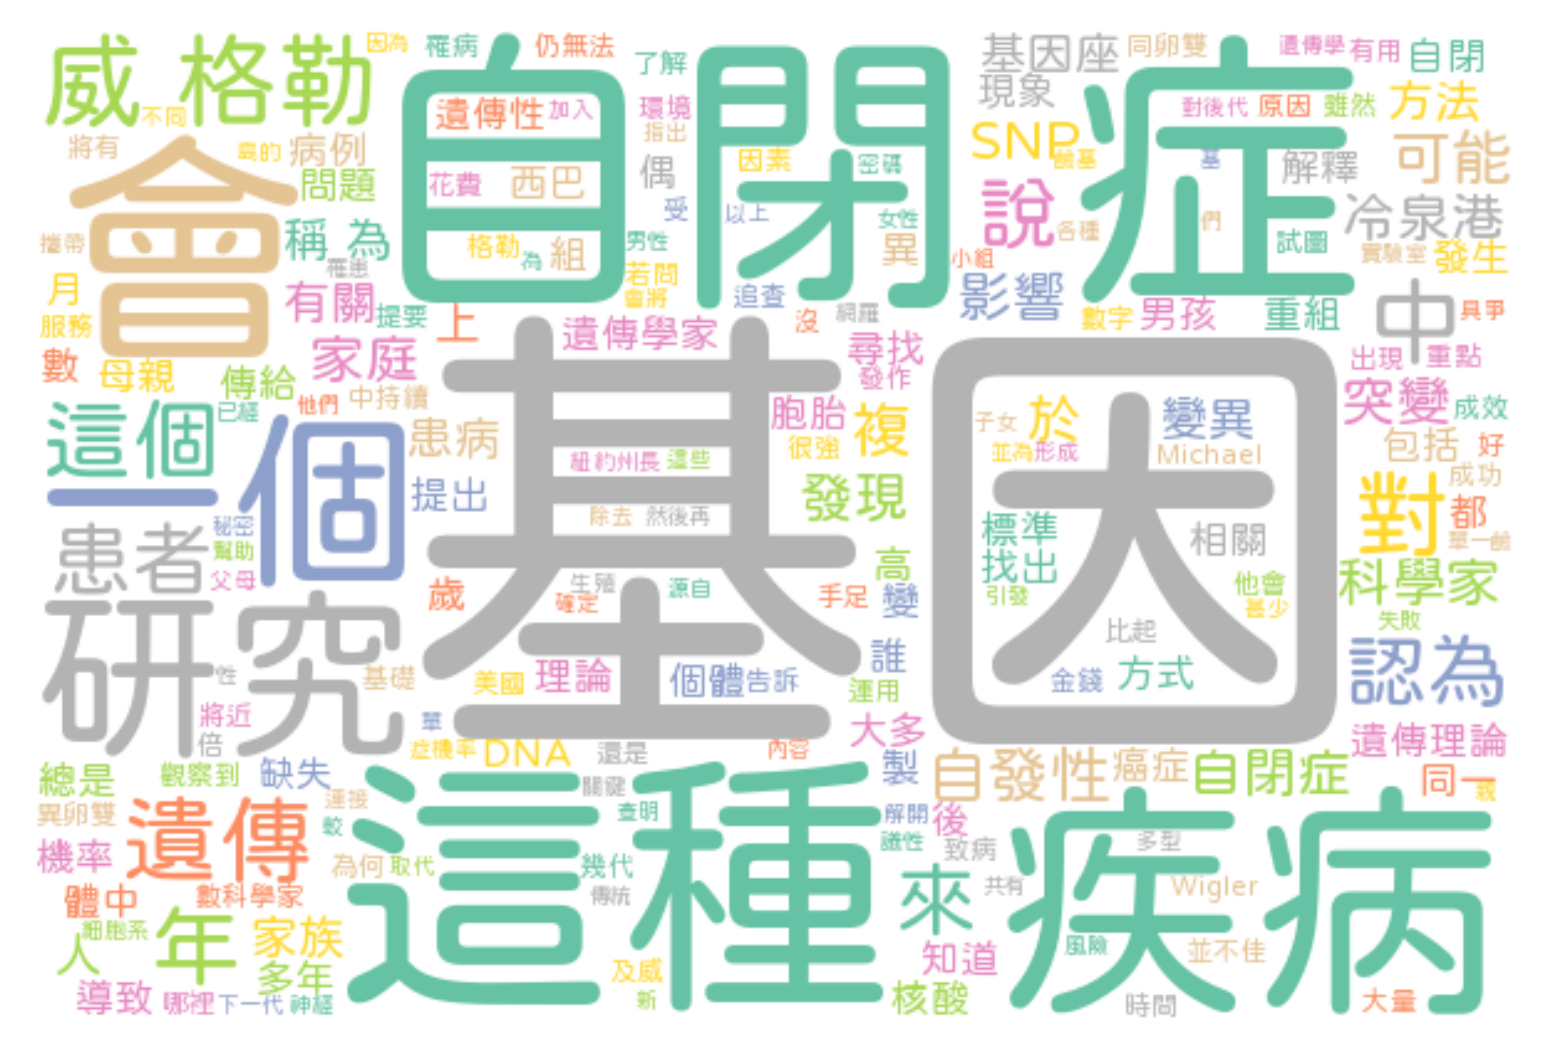 威 格勒
因為
罹病
仍無法
了解
基因座
同卵雙
遺傳學
有用
自閉
自閉症
現象
不同
遺傳性
加入
環境
指出
對後代
原因
雖然
方法
SNP
鹼基
將有
島的
病例
因素
密碼
偶
基
解釋
可能
會
問題
花費
西巴
受
以上
女性
說
各種
們
冷泉港
稱 為
攜帶
罹患
格勒
為
組
男性
異
小組
試圖
實驗室
發生
月
有關
提要
若問
會將
追查
網羅
影響
數字
男孩
重組
中
具爭
服務
上
沒
數
母親
家庭
遺傳學家
尋找
發作
出現
重點
傳給
中持續
基因
這個
已經
他們
胞胎
複
子女
於
變異
突變
成效
一
個
患病
很強
並為
形成
Michael
包括
好
紐約州長
這些
提出
發現
成功
對
都
患者
秘密
除去
然後再
標準
相關
單一鹼
幫助
找出
父母
高
他會
科學家
生殖
源自
引發
甚少
歲
確定
手足
變
失敗
研究
比起
性
基礎
美國
理論
個體
告訴
誰
運用
金錢
方式
認為
將近
單
倍
症機率
DNA
還是
內容
大多
遺傳理論
總是
觀察到
缺失
關鍵
製
自發性
癌症
自閉症
同一
親
異卵雙
連接
查明
解開
後
遺傳
較
議性
致病
多型
機率
為何
取代
幾代
這種
疾病
體中
數科學家
傳統
來
共有
Wigler
細胞系
人
年
家族
知道
風險
並不佳
多年
及威
導致
哪裡
下一代
神經
新
核酸
時間
大量